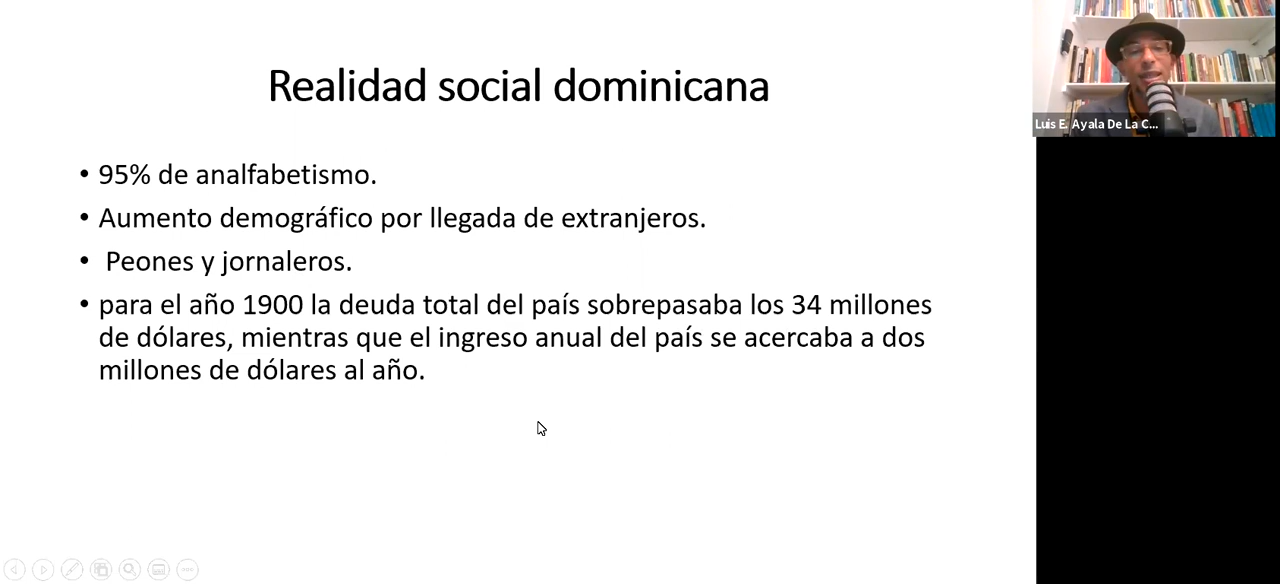 Realidad social dominicana
• 95% de analfabetismo.
• Aumento demográfico por llegada de extranjeros.
• Peones y jornaleros.
• para el año 1900 la deuda total del país sobrepasaba los 34 millones
de dólares, mientras que el ingreso anual del país se acercaba a dos
millones de dólares al año.
Luis E. Ayala De La C...